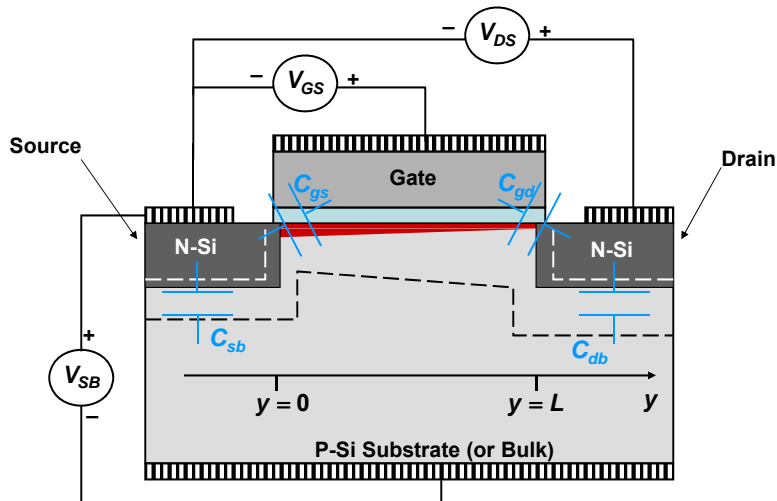 − V_DS +
− V_GS +
Source
Gate
Drain
C_gs
C_gd
N-Si
N-Si
C_sb
C_db
+
V_SB
−
y = 0
y = L
y
P-Si Substrate (or Bulk)